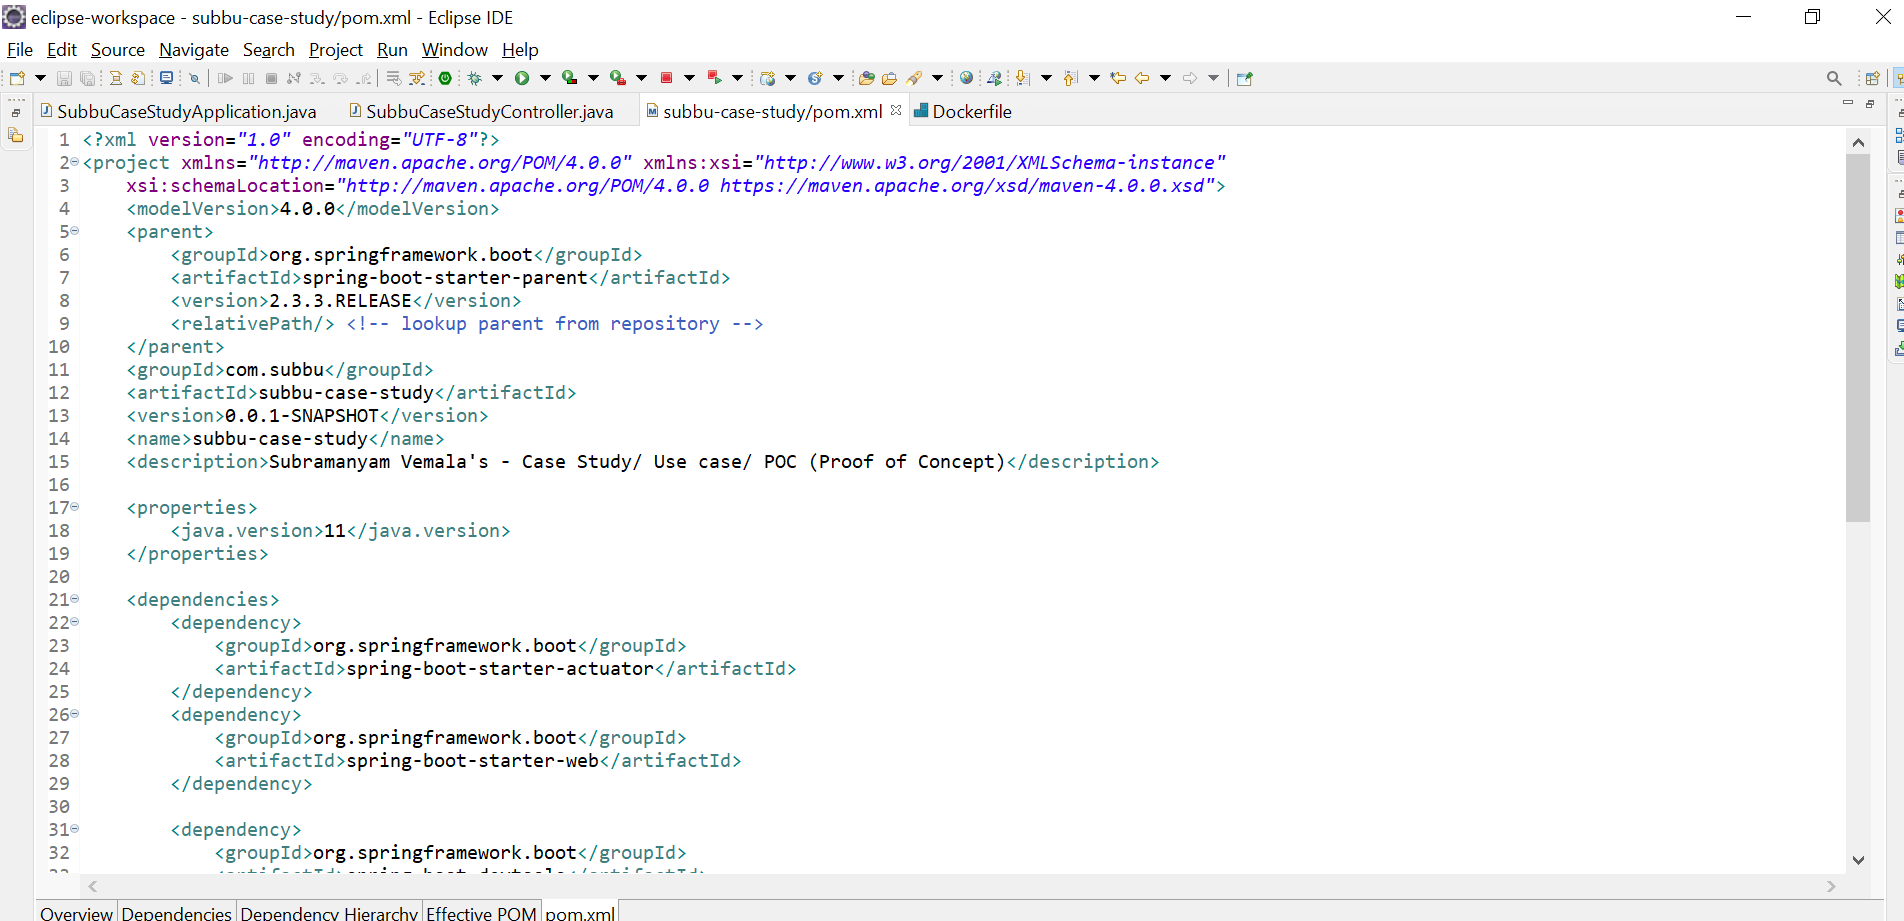 eclipse-workspace - subbu-case-study/pom.xml - Eclipse IDE
File Edit Source Navigate Search Project Run Window Help
SubbuCaseStudyApplication.java SubbuCaseStudyController.java subbu-case-study/pom.xml Dockerfile
1 <?xml version="1.0" encoding="UTF-8"?>
2 <project xmlns="http://maven.apache.org/POM/4.0.0" xmlns:xsi="http://www.w3.org/2001/XMLSchema-instance"
3 xsi:schemaLocation="http://maven.apache.org/POM/4.0.0 https://maven.apache.org/xsd/maven-4.0.0.xsd">
4 <modelVersion>4.0.0</modelVersion>
5 <parent>
6 <groupId>org.springframework.boot</groupId>
7 <artifactId>spring-boot-starter-parent</artifactId>
8 <version>2.3.3.RELEASE</version>
9 <relativePath/> <!-- lookup parent from repository -->
10 </parent>
11 <groupId>com.subbu</groupId>
12 <artifactId>subbu-case-study</artifactId>
13 <version>0.0.1-SNAPSHOT</version>
14 <name>subbu-case-study</name>
15 <description>Subramanyam Vemala's - Case Study/ Use case/ POC (Proof of Concept)</description>
16
17 <properties>
18 <java.version>11</java.version>
19 </properties>
20
21 <dependencies>
22 <dependency>
23 <groupId>org.springframework.boot</groupId>
24 <artifactId>spring-boot-starter-actuator</artifactId>
25 </dependency>
26 <dependency>
27 <groupId>org.springframework.boot</groupId>
28 <artifactId>spring-boot-starter-web</artifactId>
29 </dependency>
30
31 <dependency>
32 <groupId>org.springframework.boot</groupId>
Overview Dependencies Dependency Hierarchy Effective POM pom.xml